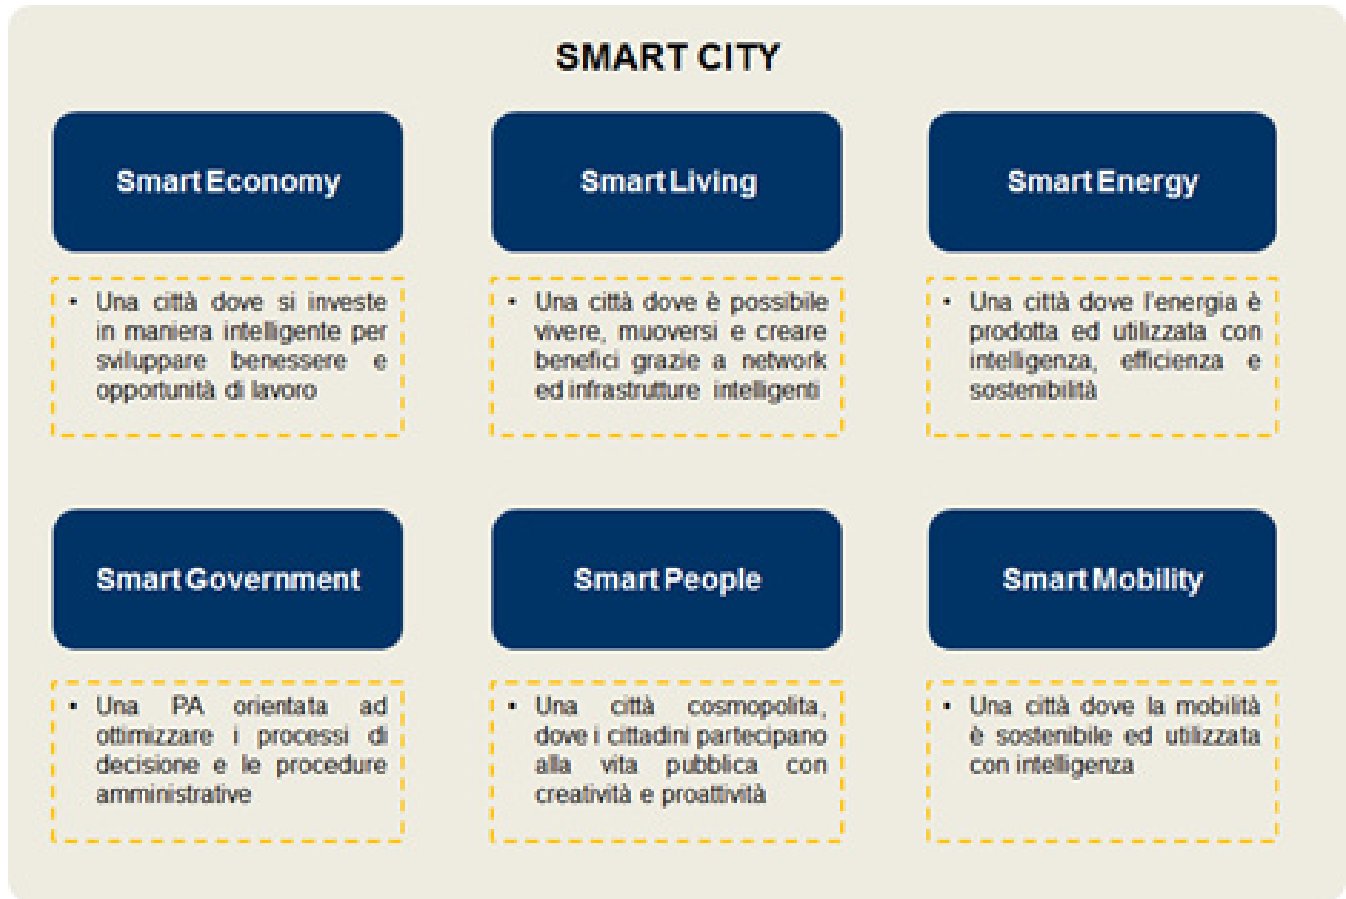 SMART CITY
Smart Economy
Smart Living
Smart Energy
• Una città dove si investe
in maniera intelligente per
sviluppare benessere e
opportunità di lavoro
• Una città dove è possibile
vivere, muoversi e creare
benefici grazie a network
ed infrastrutture intelligenti
• Una città dove l'energia è
prodotta ed utilizzata con
intelligenza, efficienza e
sostenibilità
Smart Government
Smart People
Smart Mobility
• Una PA orientata ad
ottimizzare i processi di
decisione e le procedure
amministrative
• Una città cosmopolita,
dove i cittadini partecipano
alla vita pubblica con
creatività e proattività
• Una città dove la mobilità
è sostenibile ed utilizzata
con intelligenza